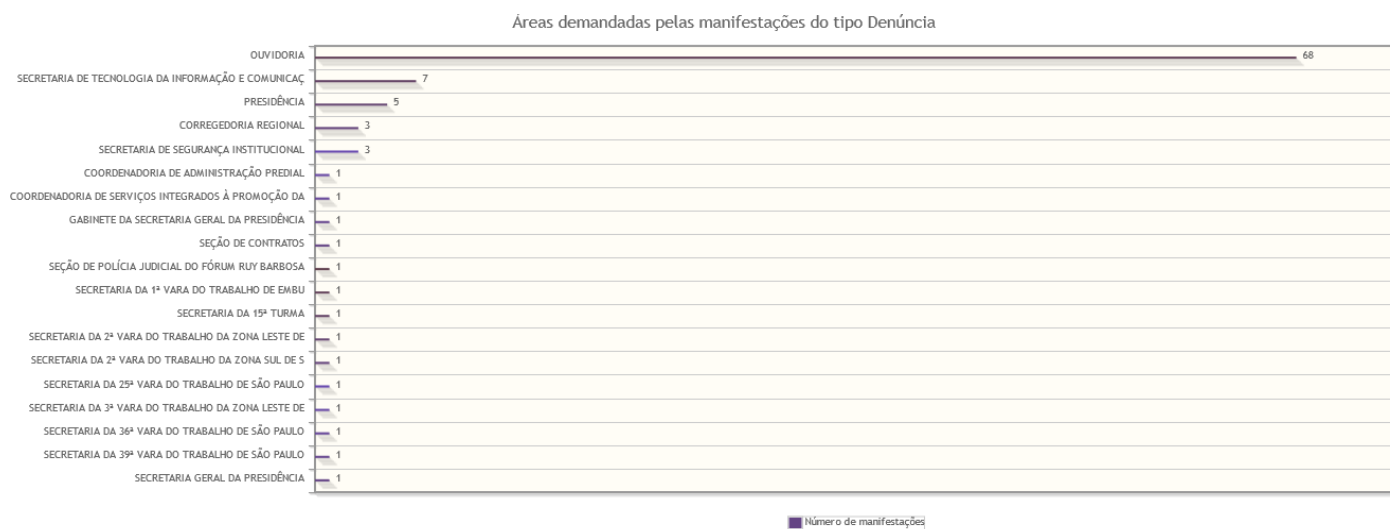 Áreas demandadas pelas manifestações do tipo Denúncia
OUVIDORIA 68
SECRETARIA DE TECNOLOGIA DA INFORMAÇÃO E COMUNICAÇ 7
PRESIDÊNCIA 5
CORREGEDORIA REGIONAL 3
SECRETARIA DE SEGURANÇA INSTITUCIONAL 3
COORDENADORIA DE ADMINISTRAÇÃO PREDIAL 1
COORDENADORIA DE SERVIÇOS INTEGRADOS À PROMOÇÃO DA 1
GABINETE DA SECRETARIA GERAL DA PRESIDÊNCIA 1
SEÇÃO DE CONTRATOS 1
SEÇÃO DE POLÍCIA JUDICIAL DO FÓRUM RUY BARBOSA 1
SECRETARIA DA 1ª VARA DO TRABALHO DE EMBU 1
SECRETARIA DA 15ª TURMA 1
SECRETARIA DA 2ª VARA DO TRABALHO DA ZONA LESTE DE 1
SECRETARIA DA 2ª VARA DO TRABALHO DA ZONA SUL DE S 1
SECRETARIA DA 25ª VARA DO TRABALHO DE SÃO PAULO 1
SECRETARIA DA 3ª VARA DO TRABALHO DA ZONA LESTE DE 1
SECRETARIA DA 36ª VARA DO TRABALHO DE SÃO PAULO 1
SECRETARIA DA 39ª VARA DO TRABALHO DE SÃO PAULO 1
SECRETARIA GERAL DA PRESIDÊNCIA 1
Número de manifestações